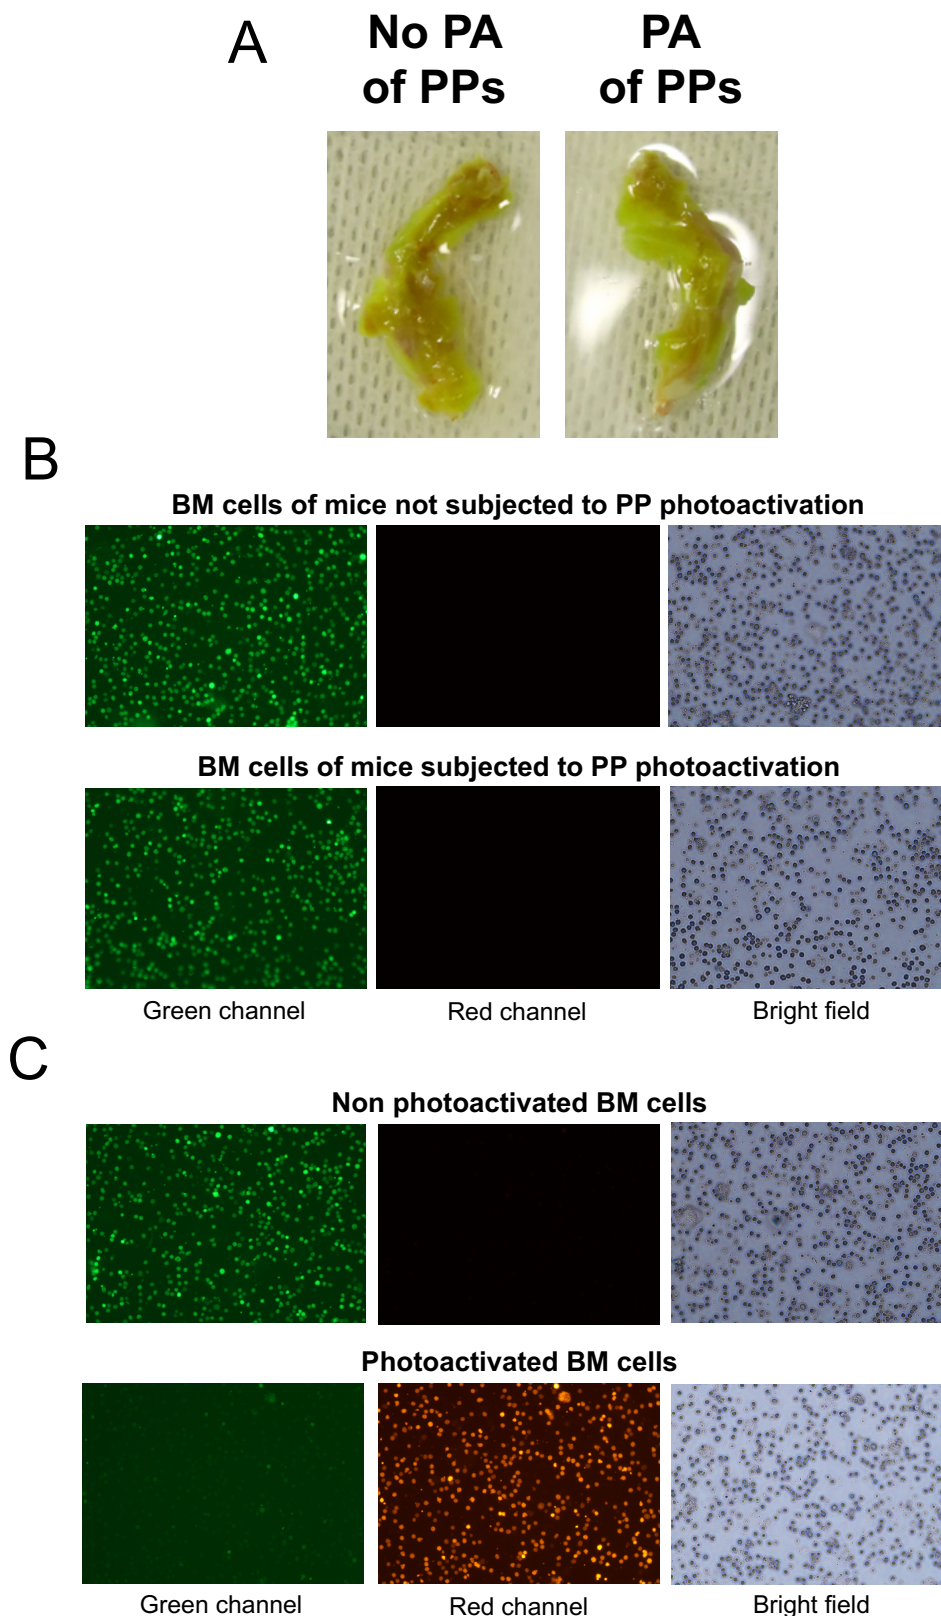 A
No PA
of PPs
PA
of PPs
B
BM cells of mice not subjected to PP photoactivation
BM cells of mice subjected to PP photoactivation
Green channel
Red channel
Bright field
C
Non photoactivated BM cells
Photoactivated BM cells
Green channel
Red channel
Bright field